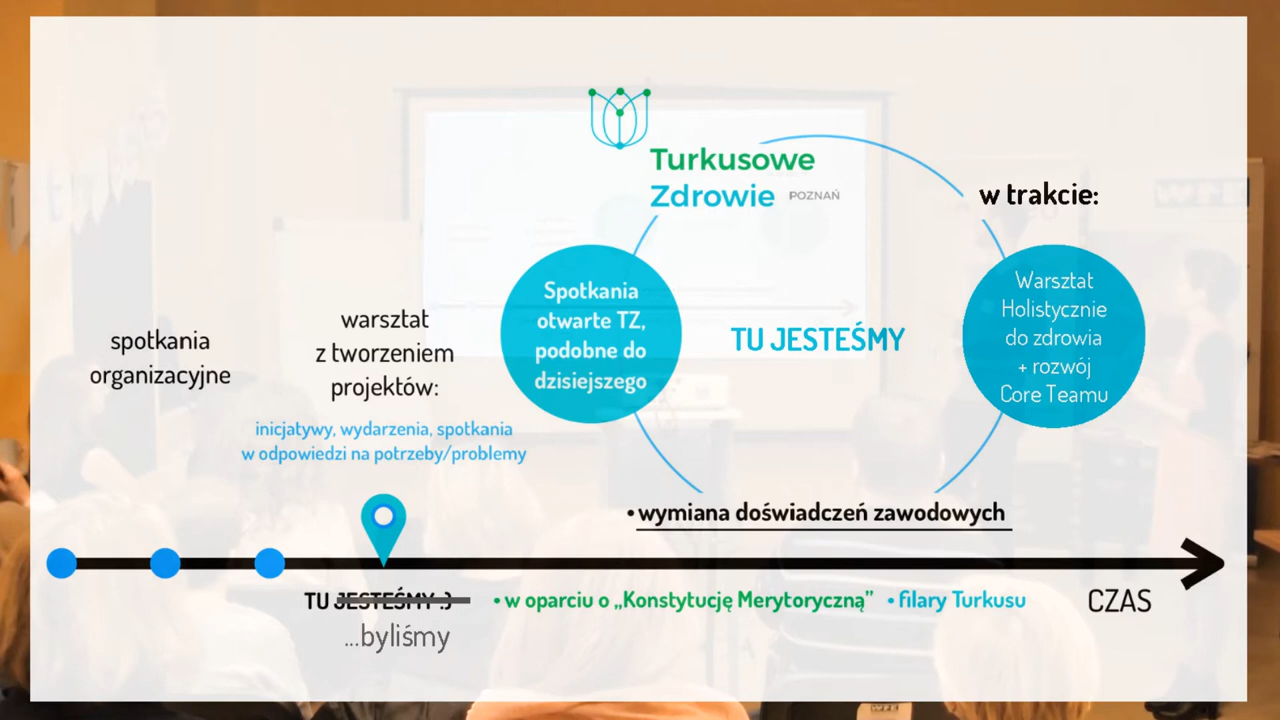 Turkusowe
Zdrowie POZNAŃ
w trakcie:
spotkania
organizacyjne
warsztat
z tworzeniem
projektów:
inicjatywy, wydarzenia, spotkania
w odpowiedzi na potrzeby/problemy
Spotkania
otwarte TZ,
podobne do
dzisiejszego
TU JESTEŚMY
Warsztat
Holistycznie
do zdrowia
+ rozwój
Core Teamu
• wymiana doświadczeń zawodowych
TU JESTEŚMY :)
...byliśmy
• w oparciu o „Konstytucję Merytoryczną” • filary Turkusu
CZAS